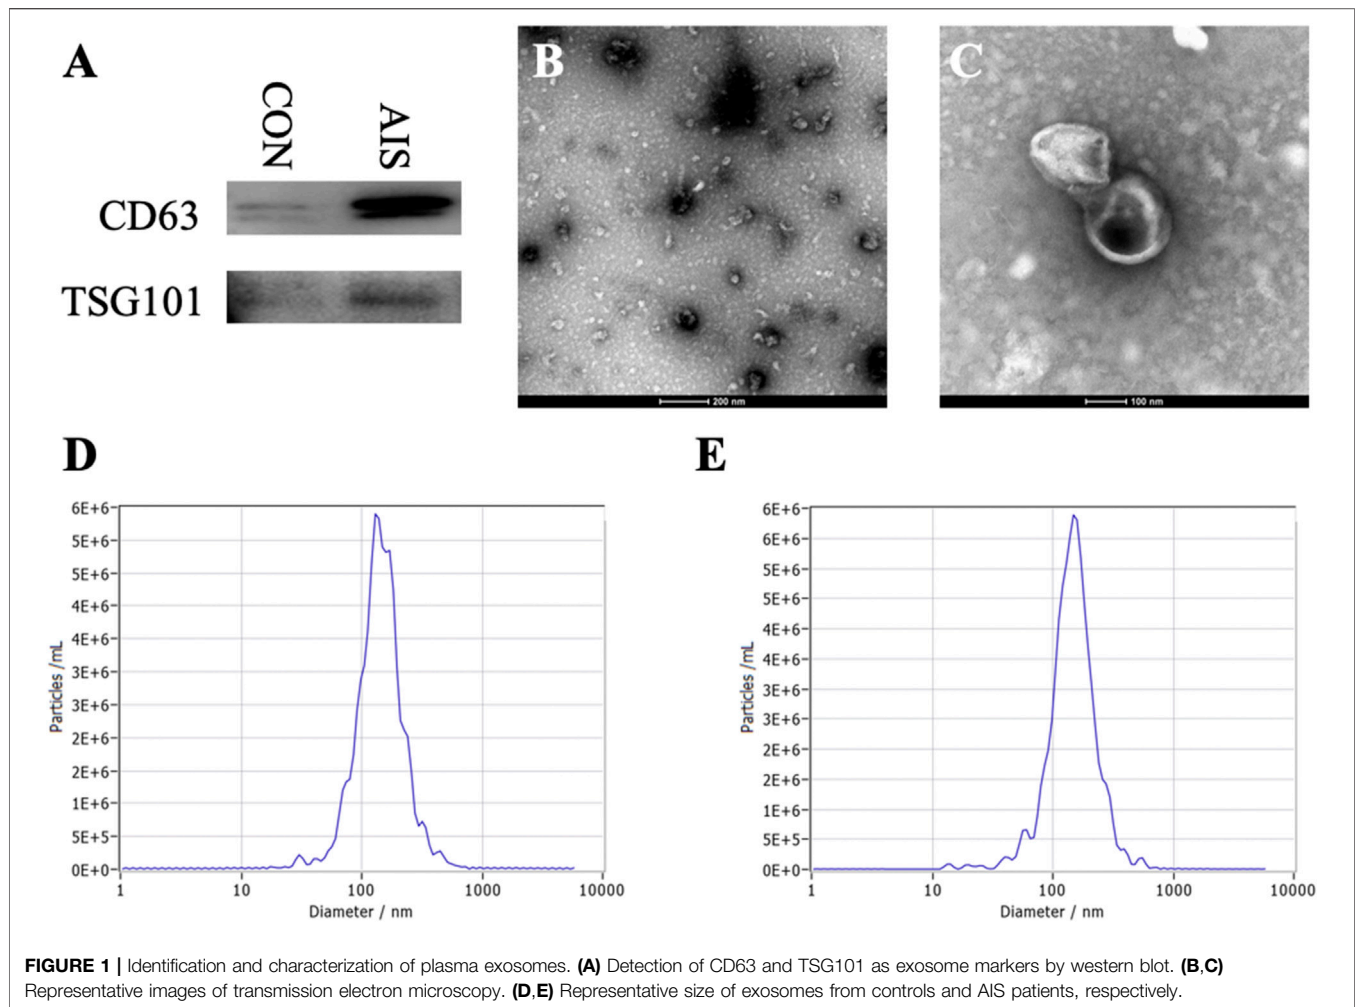 A
CON
AIS
CD63
TSG101
B
200 nm
C
100 nm
D
6E+6
5E+6
5E+6
4E+6
4E+6
3E+6
3E+6
2E+6
2E+6
1E+6
5E+5
0E+0
Particles /mL
1 10 100 1000 10000
Diameter / nm
E
6E+6
6E+6
5E+6
5E+6
4E+6
4E+6
3E+6
3E+6
2E+6
2E+6
1E+6
5E+5
0E+0
Particles /mL
1 10 100 1000 10000
Diameter / nm
FIGURE 1 | Identification and characterization of plasma exosomes. (A) Detection of CD63 and TSG101 as exosome markers by western blot. (B,C)
Representative images of transmission electron microscopy. (D,E) Representative size of exosomes from controls and AIS patients, respectively.